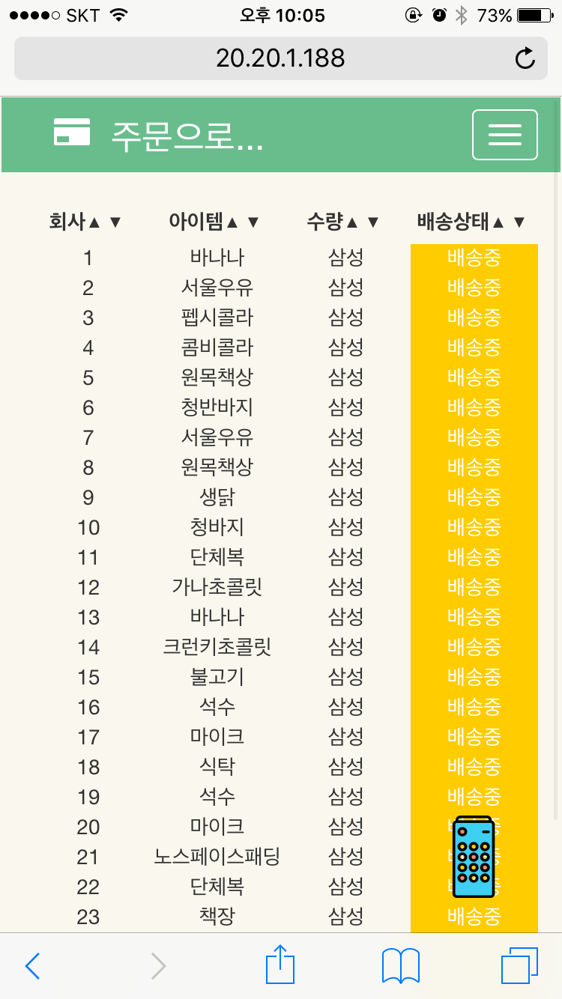 SKT 오후 10:05 73%
20.20.1.188
주문으로...
회사▲ ▼ 아이템▲ ▼ 수량▲ ▼ 배송상태▲ ▼
1 바나나 삼성 배송중
2 서울우유 삼성 배송중
3 펩시콜라 삼성 배송중
4 콤비콜라 삼성 배송중
5 원목책상 삼성 배송중
6 청반바지 삼성 배송중
7 서울우유 삼성 배송중
8 원목책상 삼성 배송중
9 생닭 삼성 배송중
10 청바지 삼성 배송중
11 단체복 삼성 배송중
12 가나초콜릿 삼성 배송중
13 바나나 삼성 배송중
14 크런키초콜릿 삼성 배송중
15 불고기 삼성 배송중
16 석수 삼성 배송중
17 마이크 삼성 배송중
18 식탁 삼성 배송중
19 석수 삼성 배송중
20 마이크 삼성
21 노스페이스패딩 삼성
22 단체복 삼성
23 책장 삼성 배송중